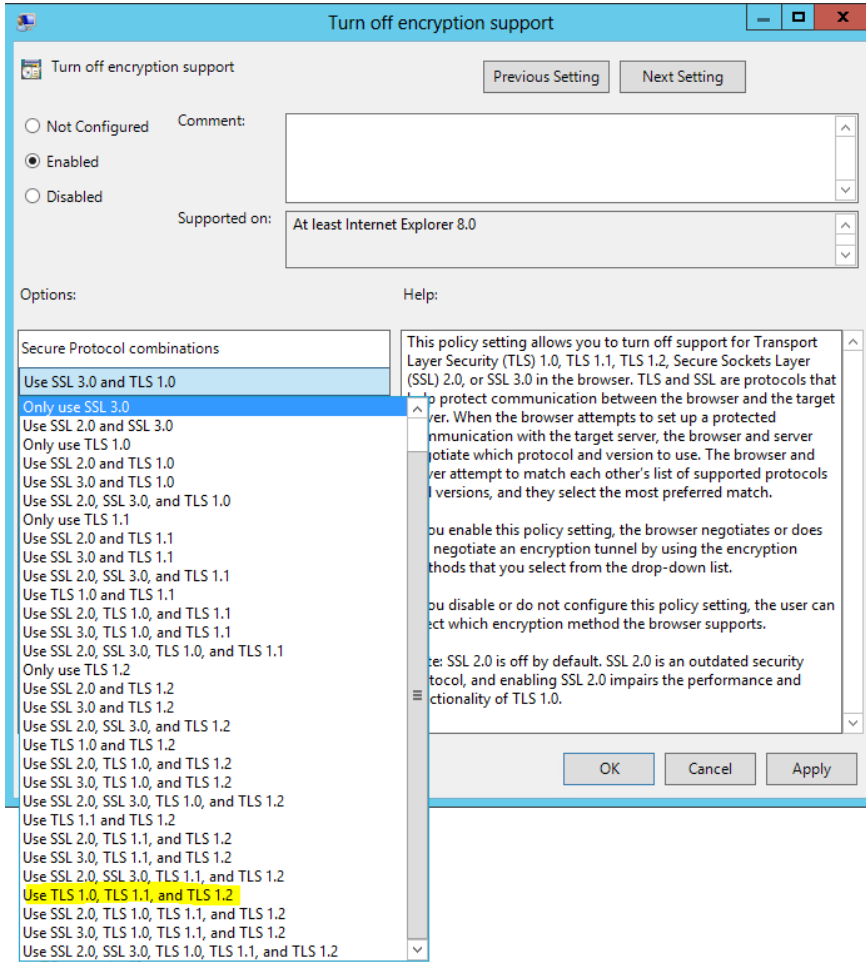 Turn off encryption support
Turn off encryption support
Previous Setting
Next Setting
Not Configured
Enabled
Disabled
Comment:
Supported on:
At least Internet Explorer 8.0
Options:
Help:
Secure Protocol combinations
Use SSL 3.0 and TLS 1.0
Only use SSL 3.0
Use SSL 2.0 and SSL 3.0
Only use TLS 1.0
Use SSL 2.0 and TLS 1.0
Use SSL 3.0 and TLS 1.0
Use SSL 2.0, SSL 3.0, and TLS 1.0
Only use TLS 1.1
Use SSL 2.0 and TLS 1.1
Use SSL 3.0 and TLS 1.1
Use SSL 2.0, SSL 3.0, and TLS 1.1
Use TLS 1.0 and TLS 1.1
Use SSL 2.0, TLS 1.0, and TLS 1.1
Use SSL 3.0, TLS 1.0, and TLS 1.1
Use SSL 2.0, SSL 3.0, TLS 1.0, and TLS 1.1
Only use TLS 1.2
Use SSL 2.0 and TLS 1.2
Use SSL 3.0 and TLS 1.2
Use SSL 2.0, SSL 3.0, and TLS 1.2
Use TLS 1.0 and TLS 1.2
Use SSL 2.0, TLS 1.0, and TLS 1.2
Use SSL 3.0, TLS 1.0, and TLS 1.2
Use SSL 2.0, SSL 3.0, TLS 1.0, and TLS 1.2
Use TLS 1.1 and TLS 1.2
Use SSL 2.0, TLS 1.1, and TLS 1.2
Use SSL 3.0, TLS 1.1, and TLS 1.2
Use SSL 2.0, SSL 3.0, TLS 1.1, and TLS 1.2
Use TLS 1.0, TLS 1.1, and TLS 1.2
Use SSL 2.0, TLS 1.0, TLS 1.1, and TLS 1.2
Use SSL 3.0, TLS 1.0, TLS 1.1, and TLS 1.2
Use SSL 2.0, SSL 3.0, TLS 1.0, TLS 1.1, and TLS 1.2
This policy setting allows you to turn off support for Transport
Layer Security (TLS) 1.0, TLS 1.1, TLS 1.2, Secure Sockets Layer
(SSL) 2.0, or SSL 3.0 in the browser. TLS and SSL are protocols that
protect communication between the browser and the target
When the browser attempts to set up a protected
with the target server, the browser and server
which protocol and version to use. The browser and
attempt to match each other's list of supported protocols
versions, and they select the most preferred match.
enable this policy setting, the browser negotiates or does
negotiate an encryption tunnel by using the encryption
that you select from the drop-down list.
disable or do not configure this policy setting, the user can
which encryption method the browser supports.
SSL 2.0 is off by default. SSL 2.0 is an outdated security
and enabling SSL 2.0 impairs the performance and
of TLS 1.0.
OK
Cancel
Apply